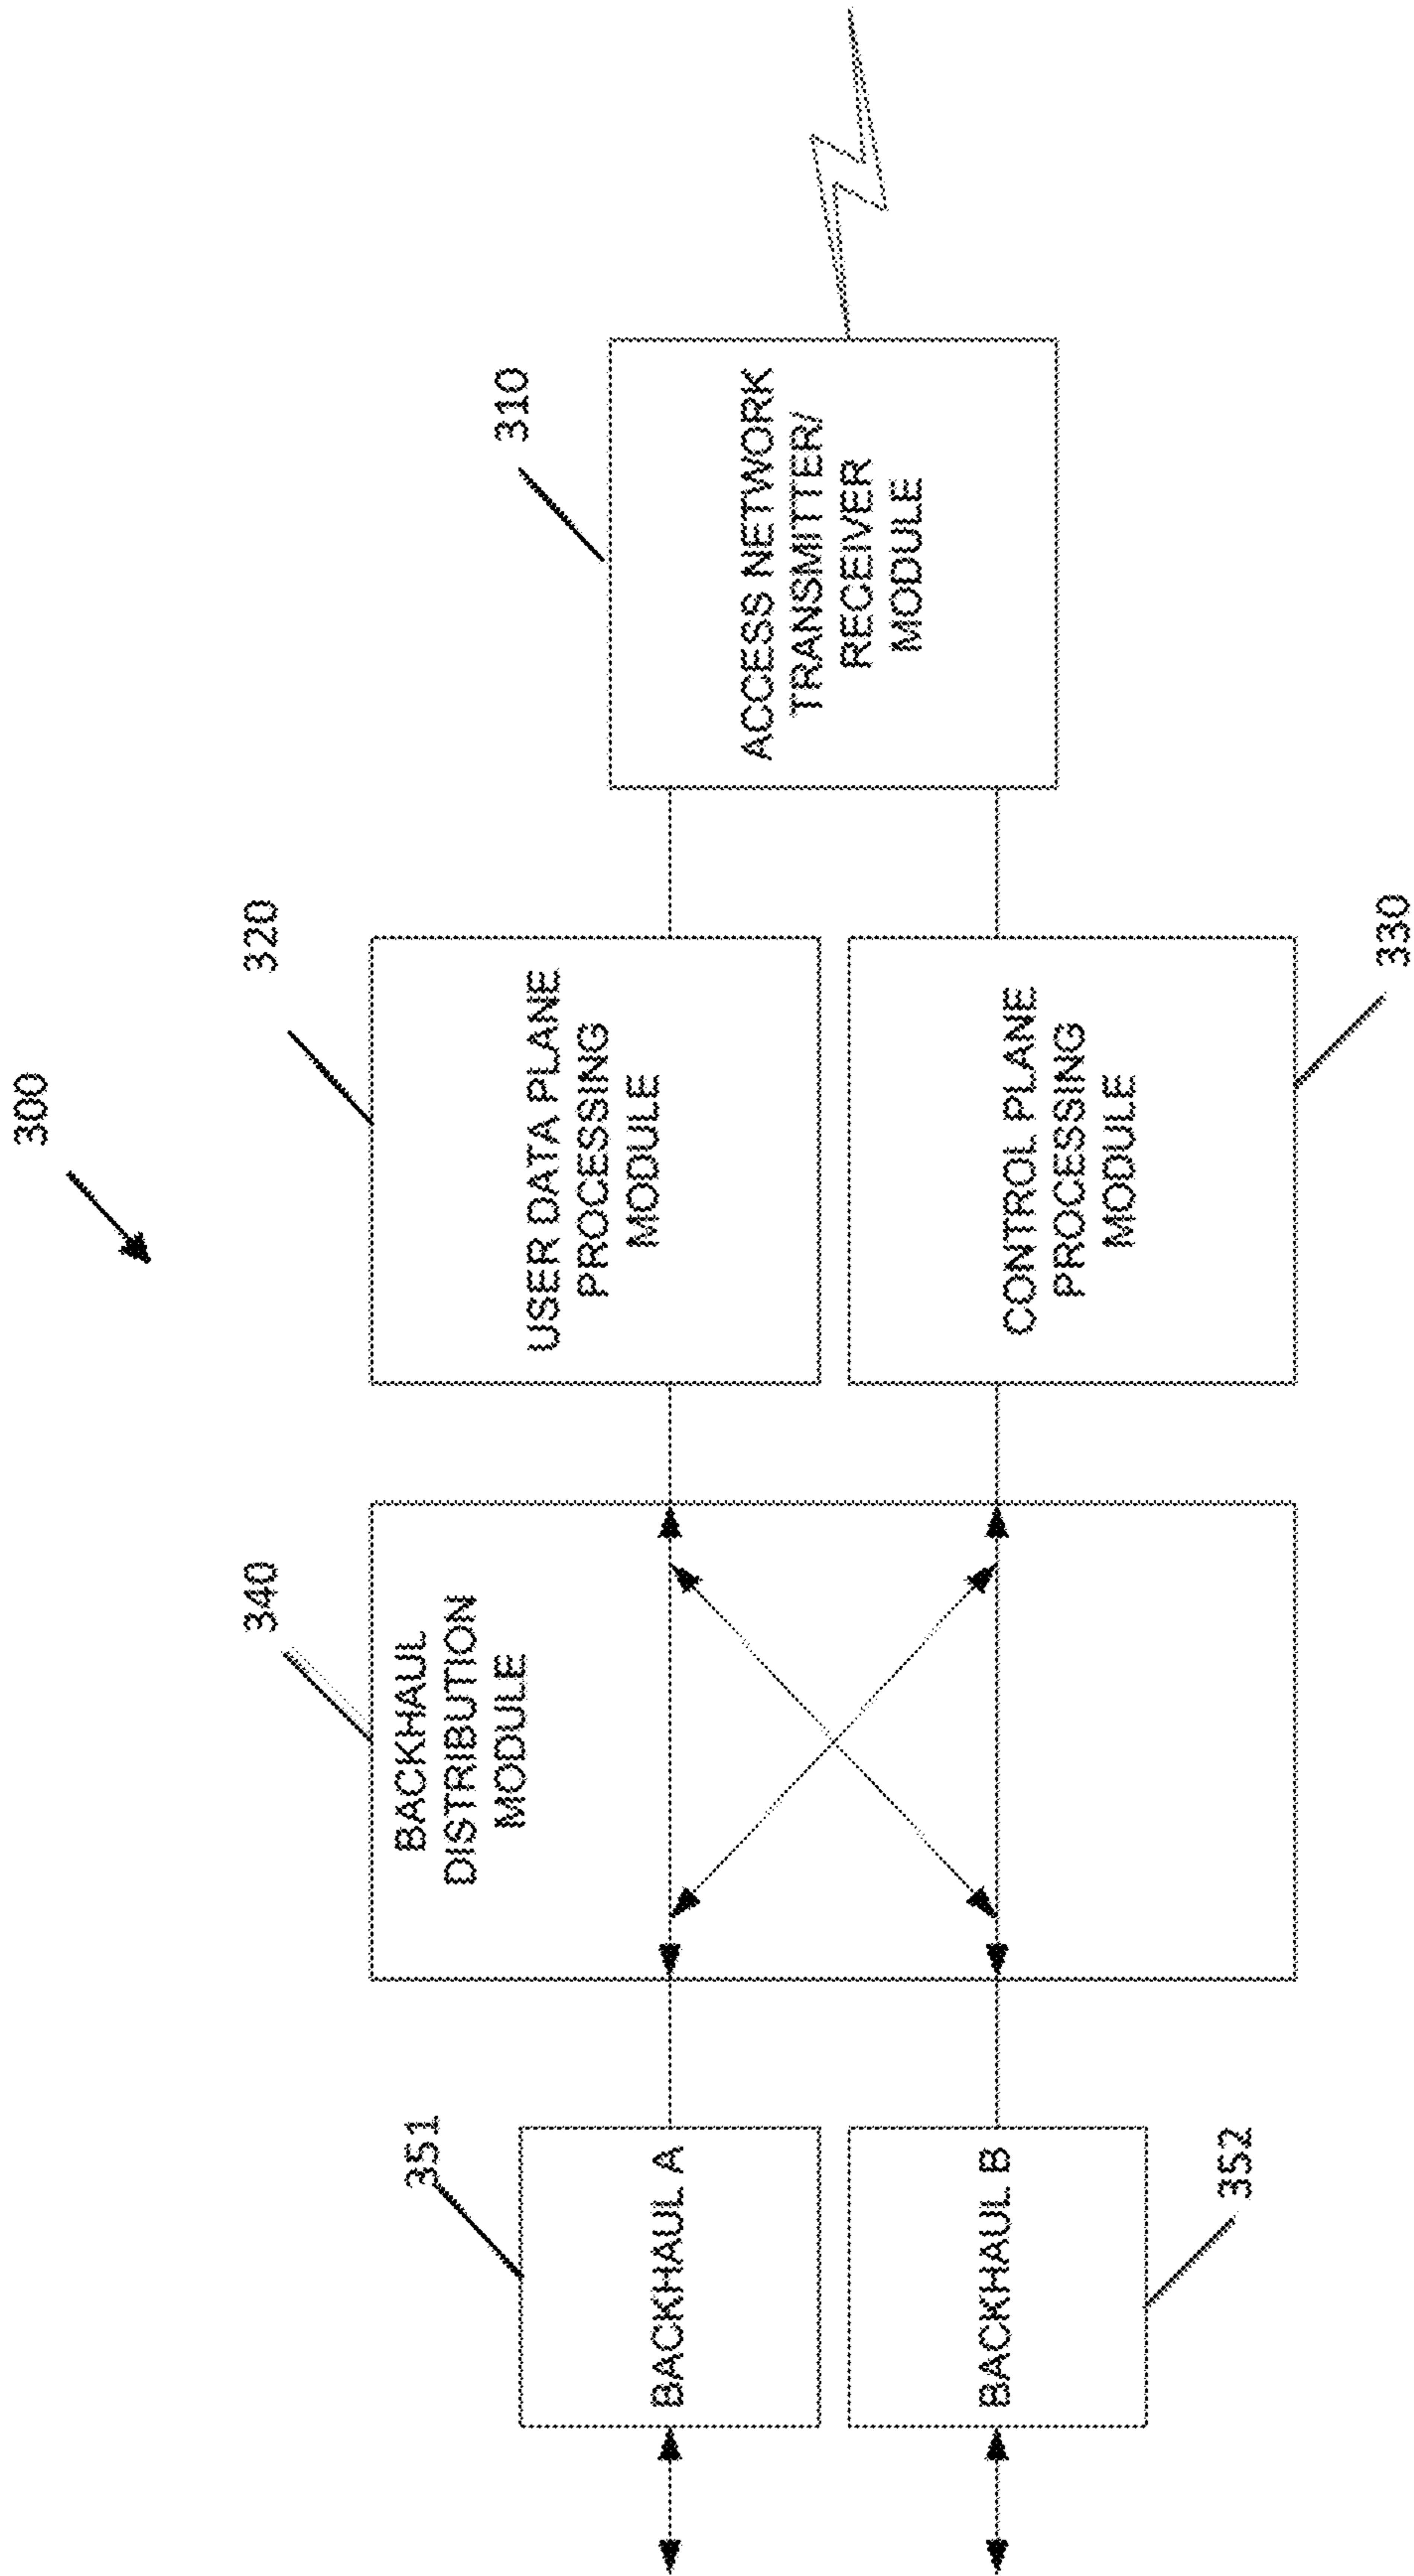 300
340
320
310
351
BACKHAUL
DISTRIBUTION
MODULE
USER DATA PLANE
PROCESSING
MODULE
ACCESS NETWORK
TRANSMITTER/
RECEIVER
MODULE
BACKHAUL A
BACKHAUL B
CONTROL PLANE
PROCESSING
MODULE
352
330